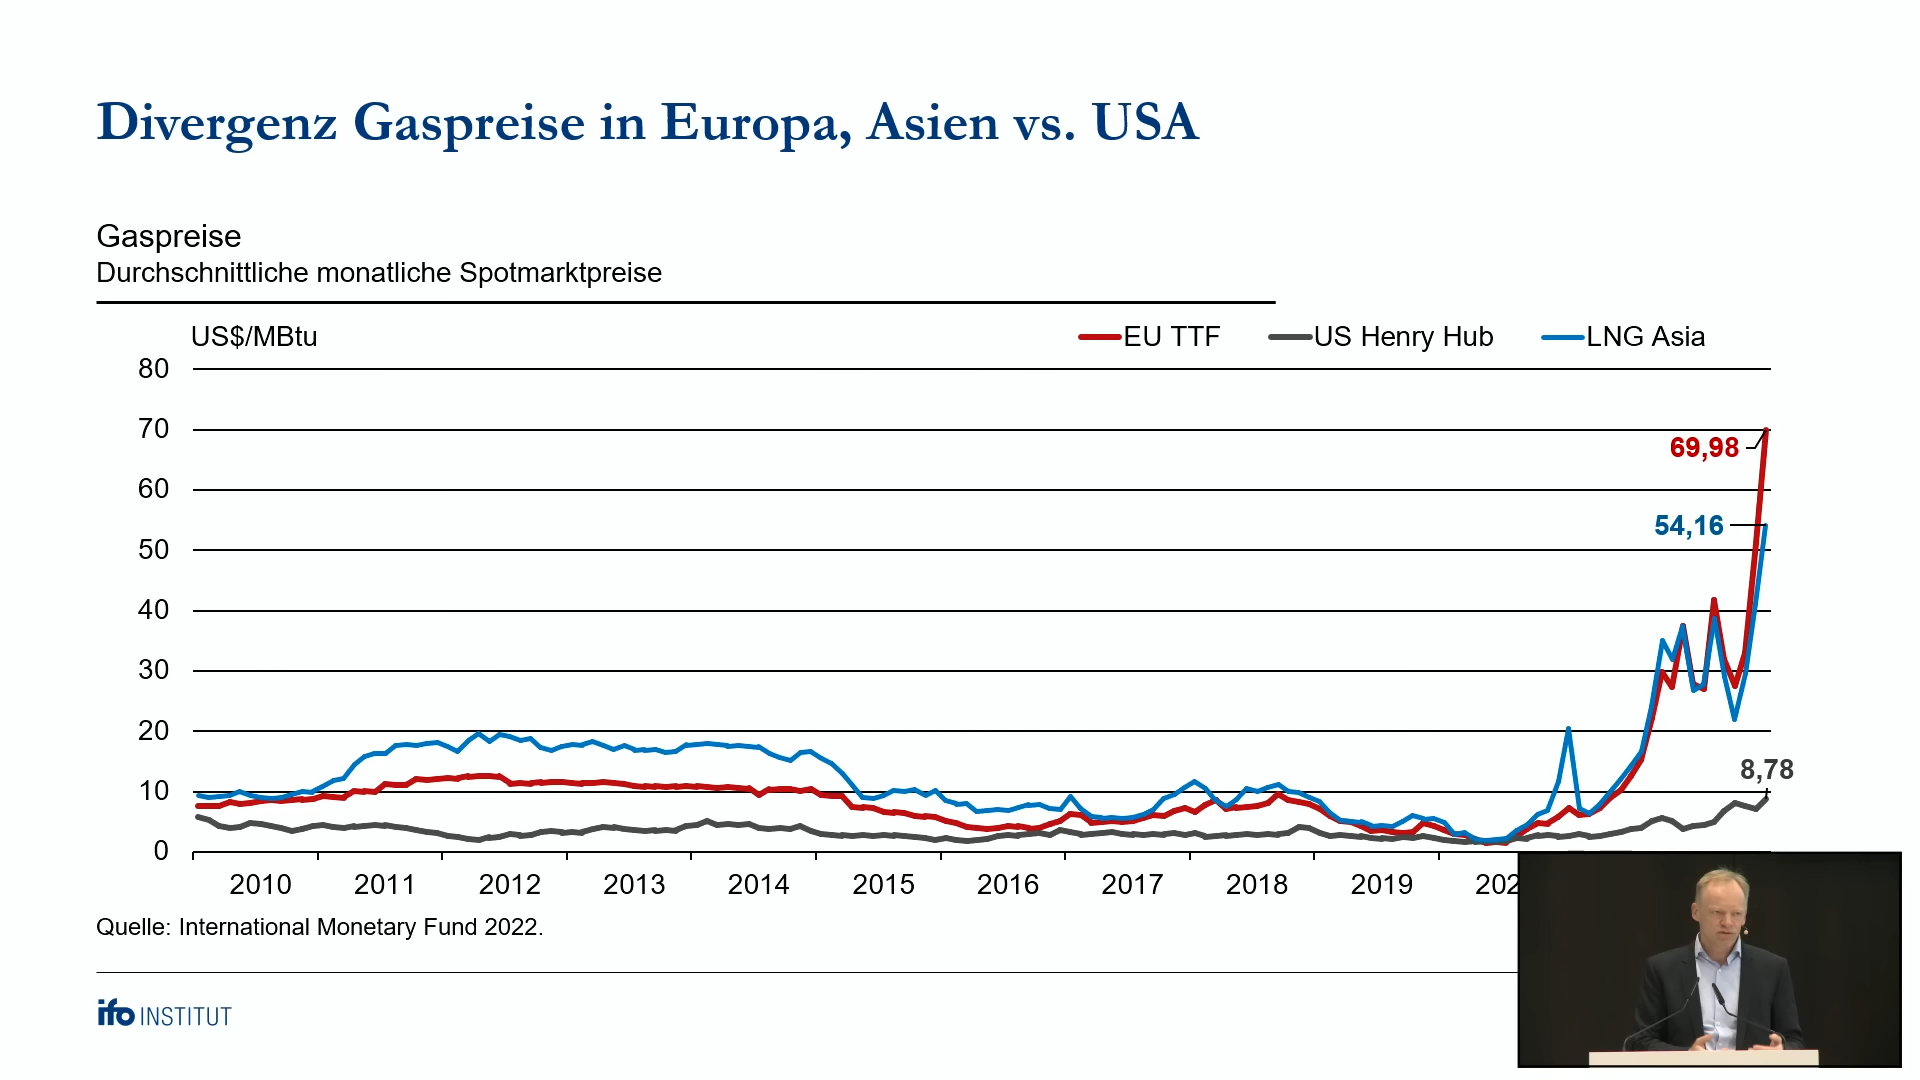 Divergenz Gaspreise in Europa, Asien vs. USA
Gaspreise
Durchschnittliche monatliche Spotmarktpreise
US$/MBtu
EU TTF
US Henry Hub
LNG Asia
80
70
69,98
60
54,16
50
40
30
20
8,78
10
0
2010 2011 2012 2013 2014 2015 2016 2017 2018 2019 202
Quelle: International Monetary Fund 2022.
ifo INSTITUT